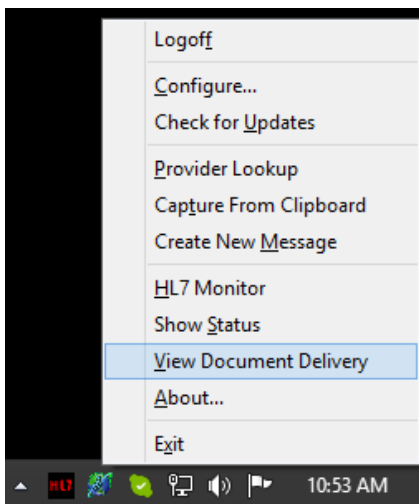 Logoff
Configure...
Check for Updates
Provider Lookup
Capture From Clipboard
Create New Message
HL7 Monitor
Show Status
View Document Delivery
About...
Exit
HL7
10:53 AM